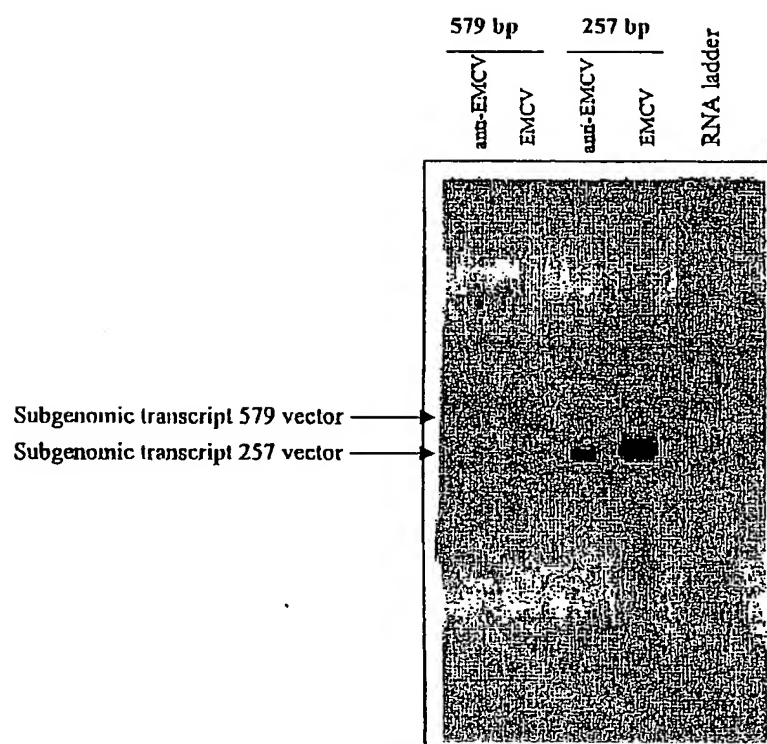 579 bp 257 bp
anti-EMCV
EMCV
anti-EMCV
EMCV
RNA ladder
Subgenomic transcript 579 vector
Subgenomic transcript 257 vector